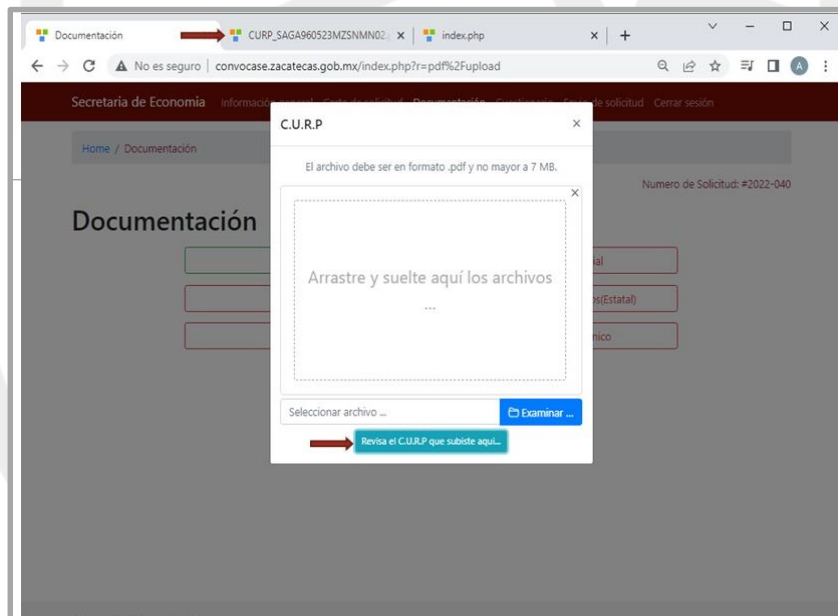 Documentación
CURP_SAGA960523MZSNMN02.
index.php
No es seguro | convocase.zacatecas.gob.mx/index.php?r=pdf%2Fupload
A
Secretaria de Economia Información general Carta de solicitud Documentación Cuestionario de solicitud Cerrar sesión
C.U.R.P
Home / Documentación
El archivo debe ser en formato .pdf y no mayor a 7 MB.
Numero de Solicitud: #2022-040
Documentación
Arrastre y suelte aquí los archivos
...
ial
os(Estatal)
nico
Seleccionar archivo ...
Examinar ...
Revisa el C.U.R.P que subiste aqui...